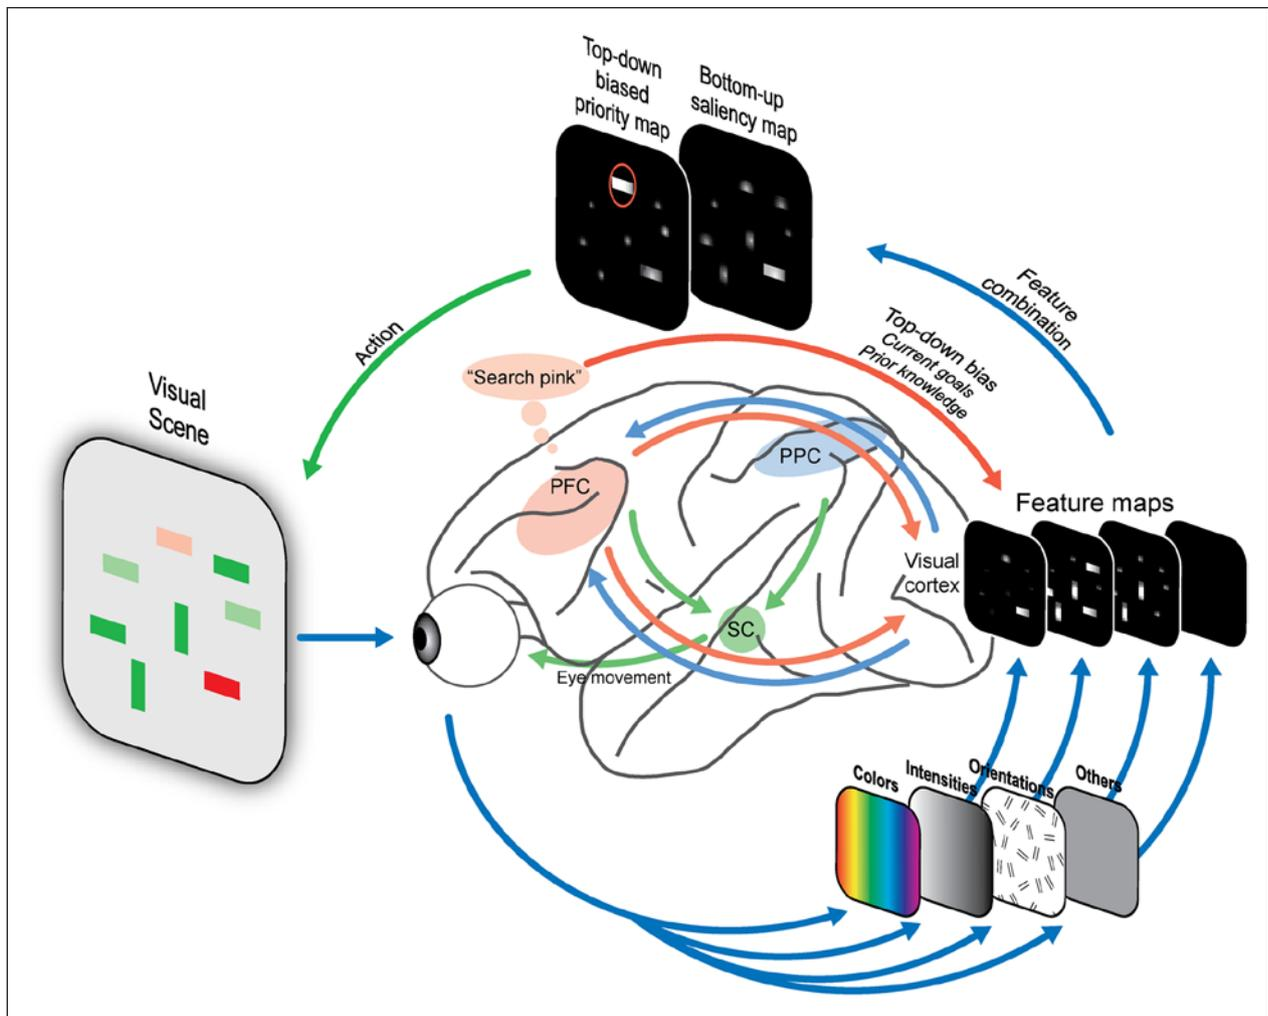 Top-down
biased
priority map
Bottom-up
saliency map
Feature
combination
Action
Top-down bias
Current goals
Prior knowledge
"Search pink"
Visual
Scene
PFC
PPC
Feature maps
Visual
cortex
SC
Eye movement
Colors
Intensities
Orientations
Others